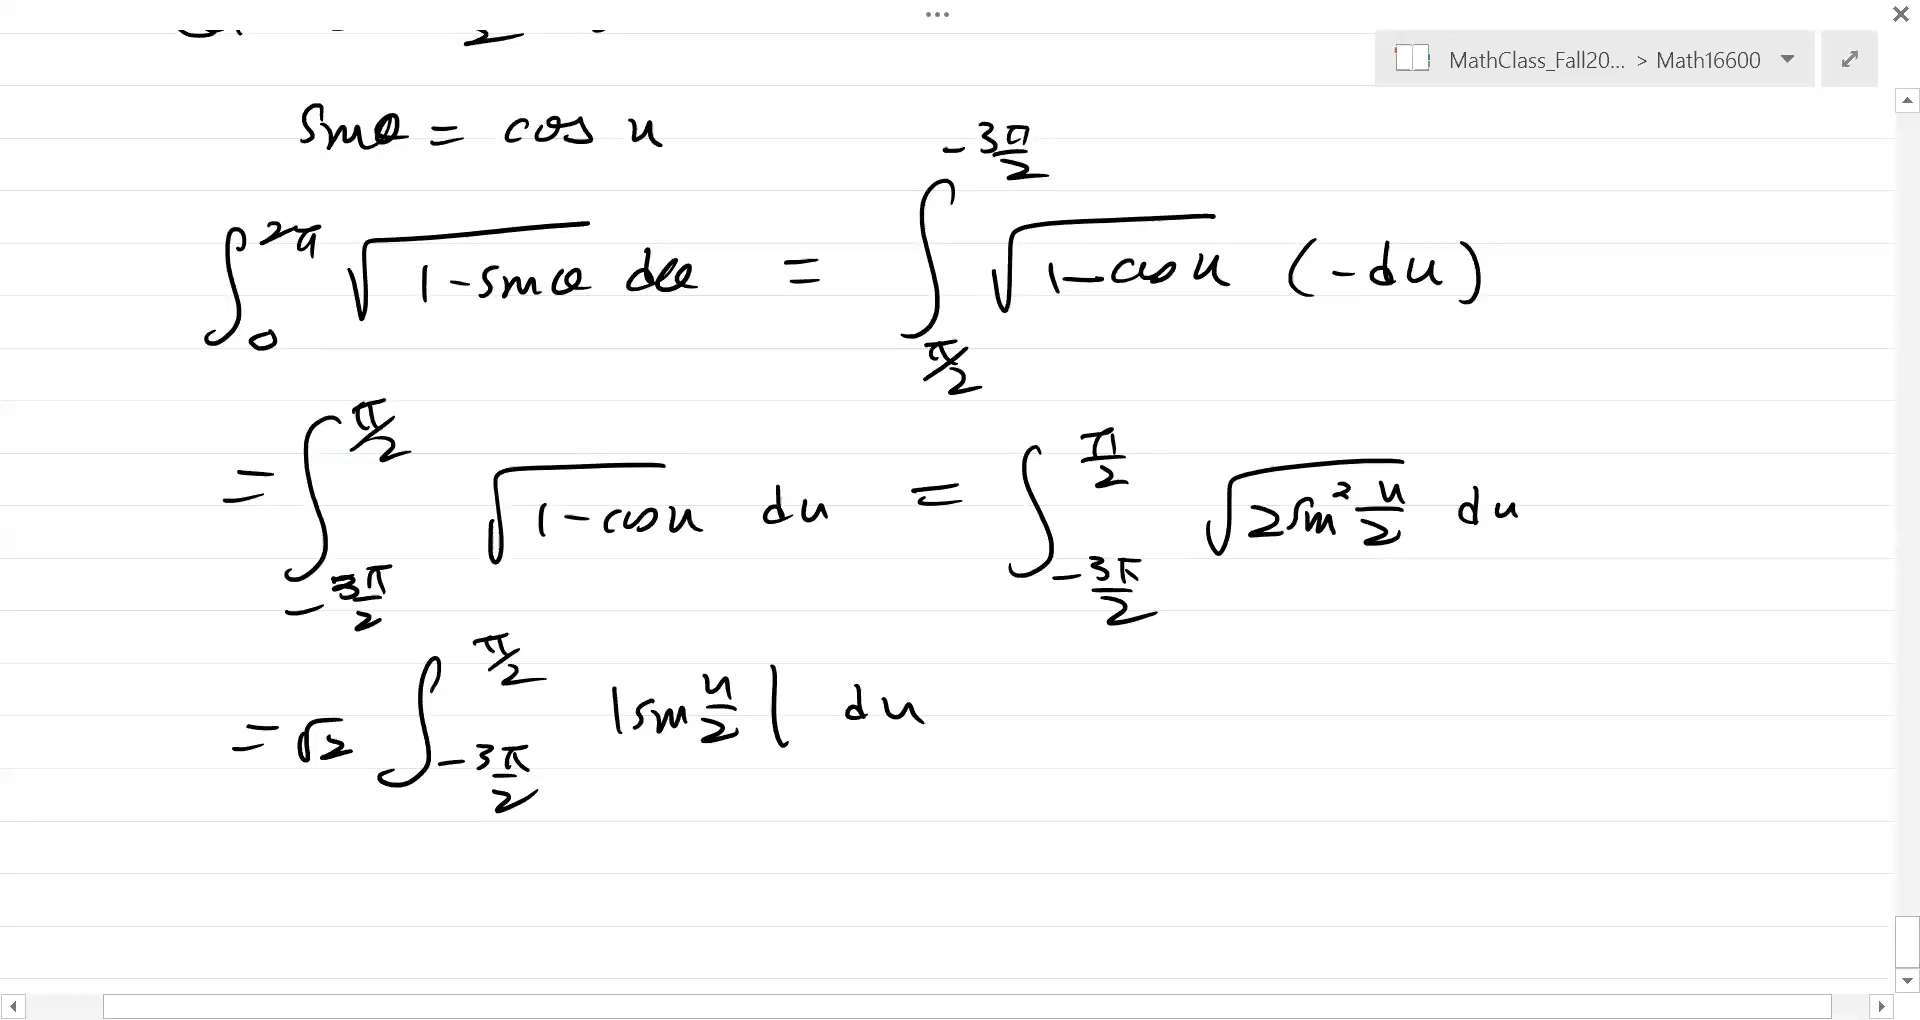 MathClass_Fall20... > Math16600
sinθ = cos u
∫_0^{2π} √(1-sinθ) dθ = ∫_{π/2}^{-3π/2} √(1-cos u) (-du)
= ∫_{-3π/2}^{π/2} √(1-cos u) du = ∫_{-3π/2}^{π/2} √(2sin² u/2) du
= √2 ∫_{-3π/2}^{π/2} |sin u/2| du